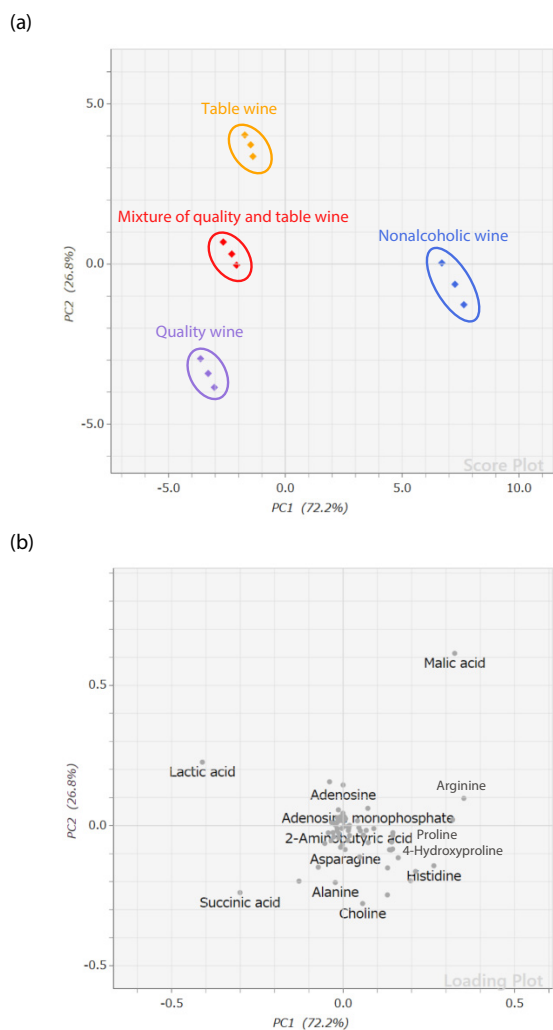 (a)
Table wine
Mixture of quality and table wine
Nonalcoholic wine
Quality wine
5.0
0.0
-5.0
PC2 (26.8%)
-5.0
0.0
5.0
10.0
PC1 (72.2%)
Score Plot
(b)
Malic acid
Lactic acid
Arginine
Adenosine
Adenosin monophosphate
2-Aminobutyric acid
Proline
4-Hydroxyproline
Asparagine
Histidine
Alanine
Succinic acid
Choline
0.5
0.0
-0.5
PC2 (26.8%)
-0.5
0.0
0.5
PC1 (72.2%)
Loading Plot